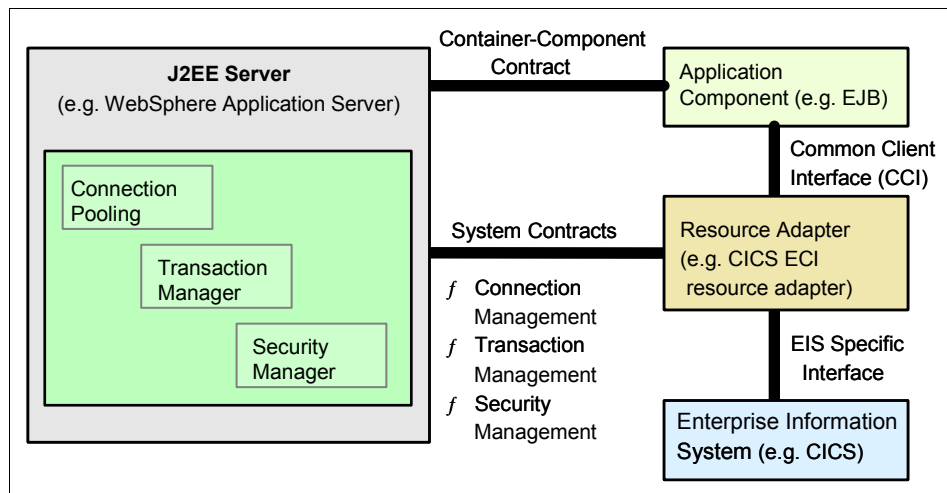 J2EE Server
(e.g. WebSphere Application Server)
Connection
Pooling
Transaction
Manager
Security
Manager
Container-Component
Contract
System Contracts
ƒ Connection
Management
ƒ Transaction
Management
ƒ Security
Management
Application
Component (e.g. EJB)
Common Client
Interface (CCI)
Resource Adapter
(e.g. CICS ECI
resource adapter)
EIS Specific
Interface
Enterprise Information
System (e.g. CICS)